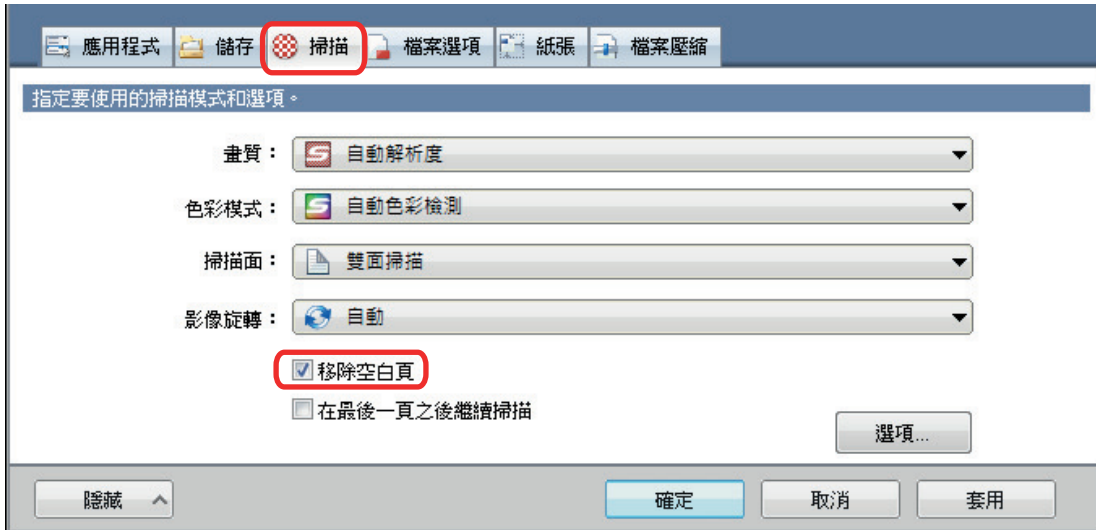 應用程式 儲存 掃描 檔案選項 紙張 檔案壓縮
指定要使用的掃描模式和選項。
畫質： 自動解析度
色彩模式： 自動色彩檢測
掃描面： 雙面掃描
影像旋轉： 自動
移除空白頁
在最後一頁之後繼續掃描
選項...
隱藏 確定 取消 套用